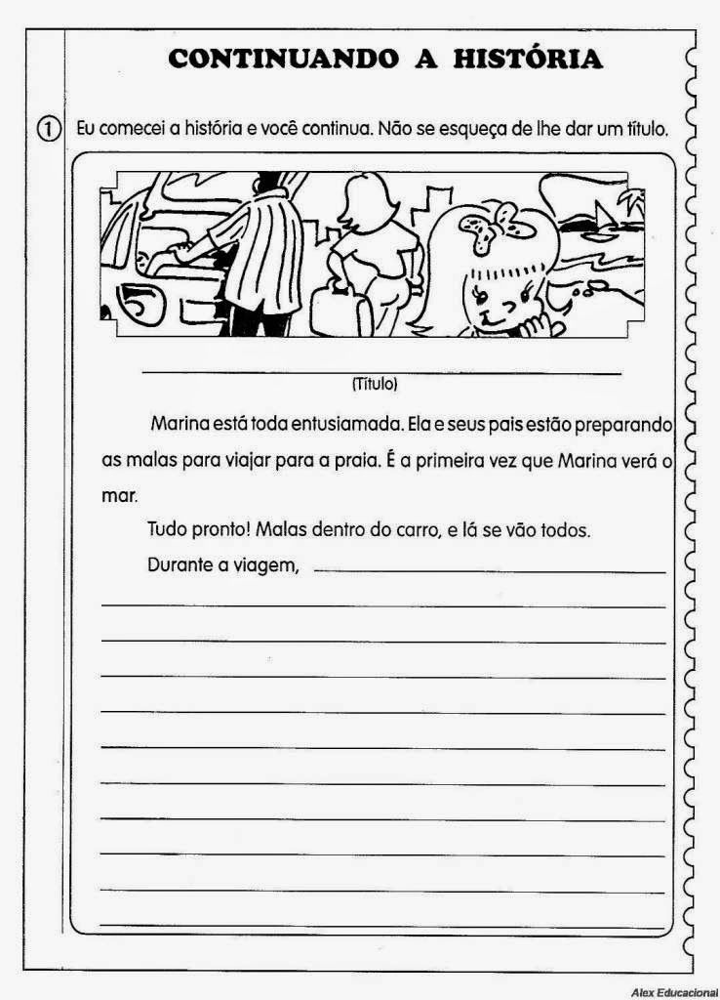 CONTINUANDO A HISTÓRIA
1 Eu comecei a história e você continua. Não se esqueça de lhe dar um título.
(Título)
Marina está toda entusiamada. Ela e seus pais estão preparando
as malas para viajar para a praia. É a primeira vez que Marina verá o
mar.
Tudo pronto! Malas dentro do carro, e lá se vão todos.
Durante a viagem,
Alex Educacional